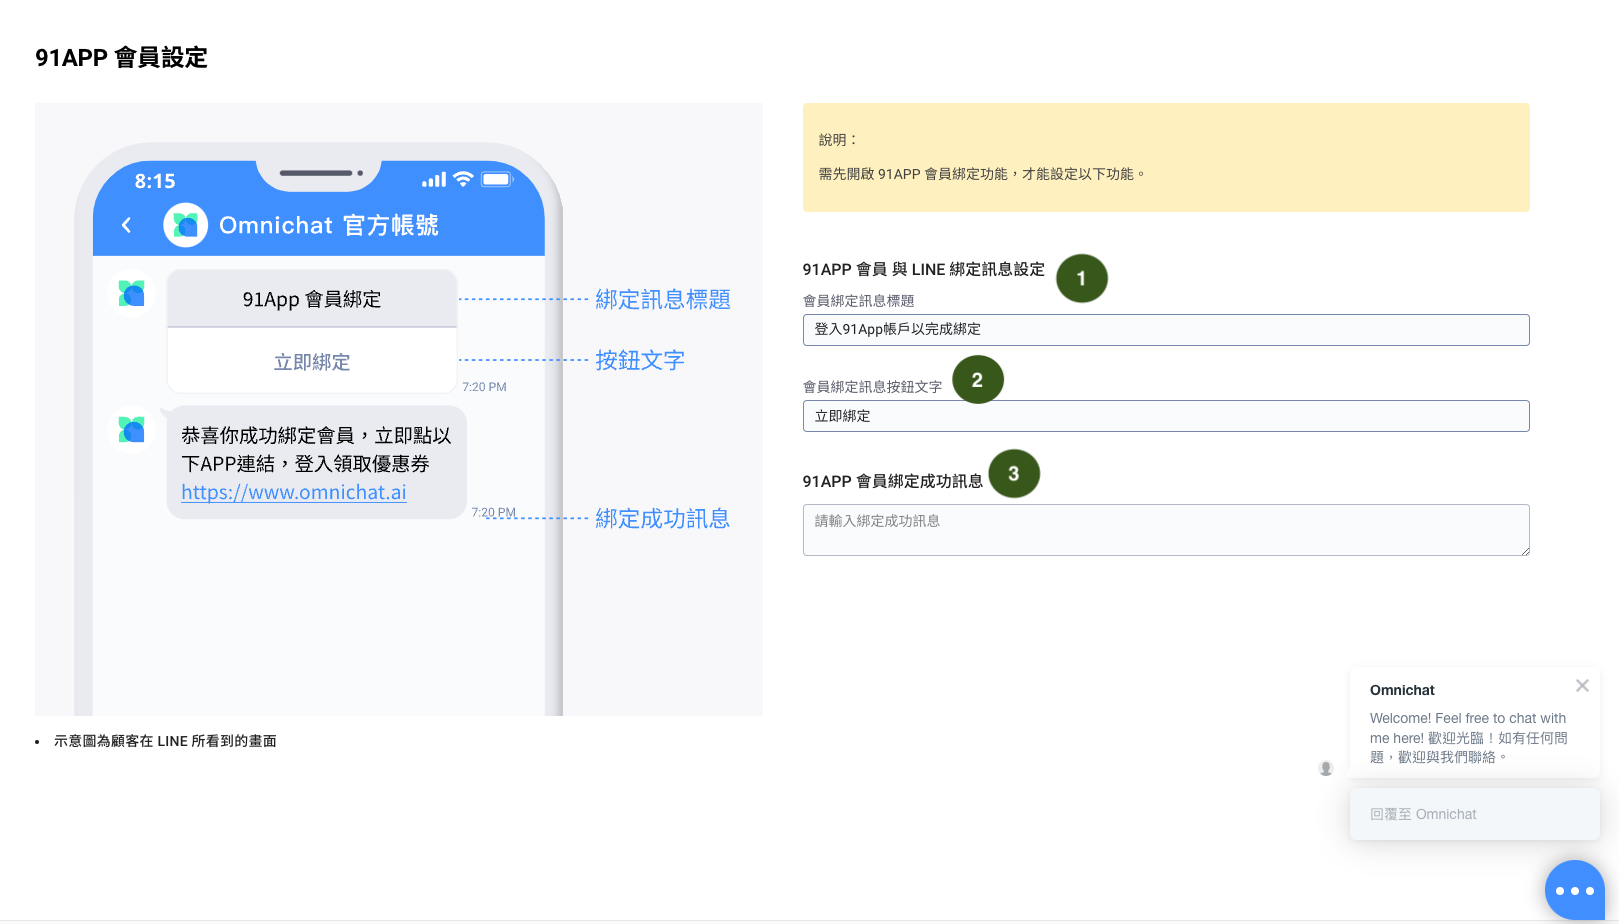 91APP 會員設定
8:15
Omnichat 官方帳號
91App 會員綁定
綁定訊息標題
立即綁定
按鈕文字
7:20 PM
恭喜你成功綁定會員，立即點以
下APP連結，登入領取優惠券
https://www.omnichat.ai
7:20 PM
綁定成功訊息
示意圖為顧客在 LINE 所看到的畫面
說明：
需先開啟 91APP 會員綁定功能，才能設定以下功能。
91APP 會員 與 LINE 綁定訊息設定
1
會員綁定訊息標題
登入91App帳戶以完成綁定
會員綁定訊息按鈕文字
2
立即綁定
91APP 會員綁定成功訊息
3
請輸入綁定成功訊息
Omnichat
Welcome! Feel free to chat with
me here! 歡迎光臨！如有任何問
題，歡迎與我們聯絡。
回覆至 Omnichat